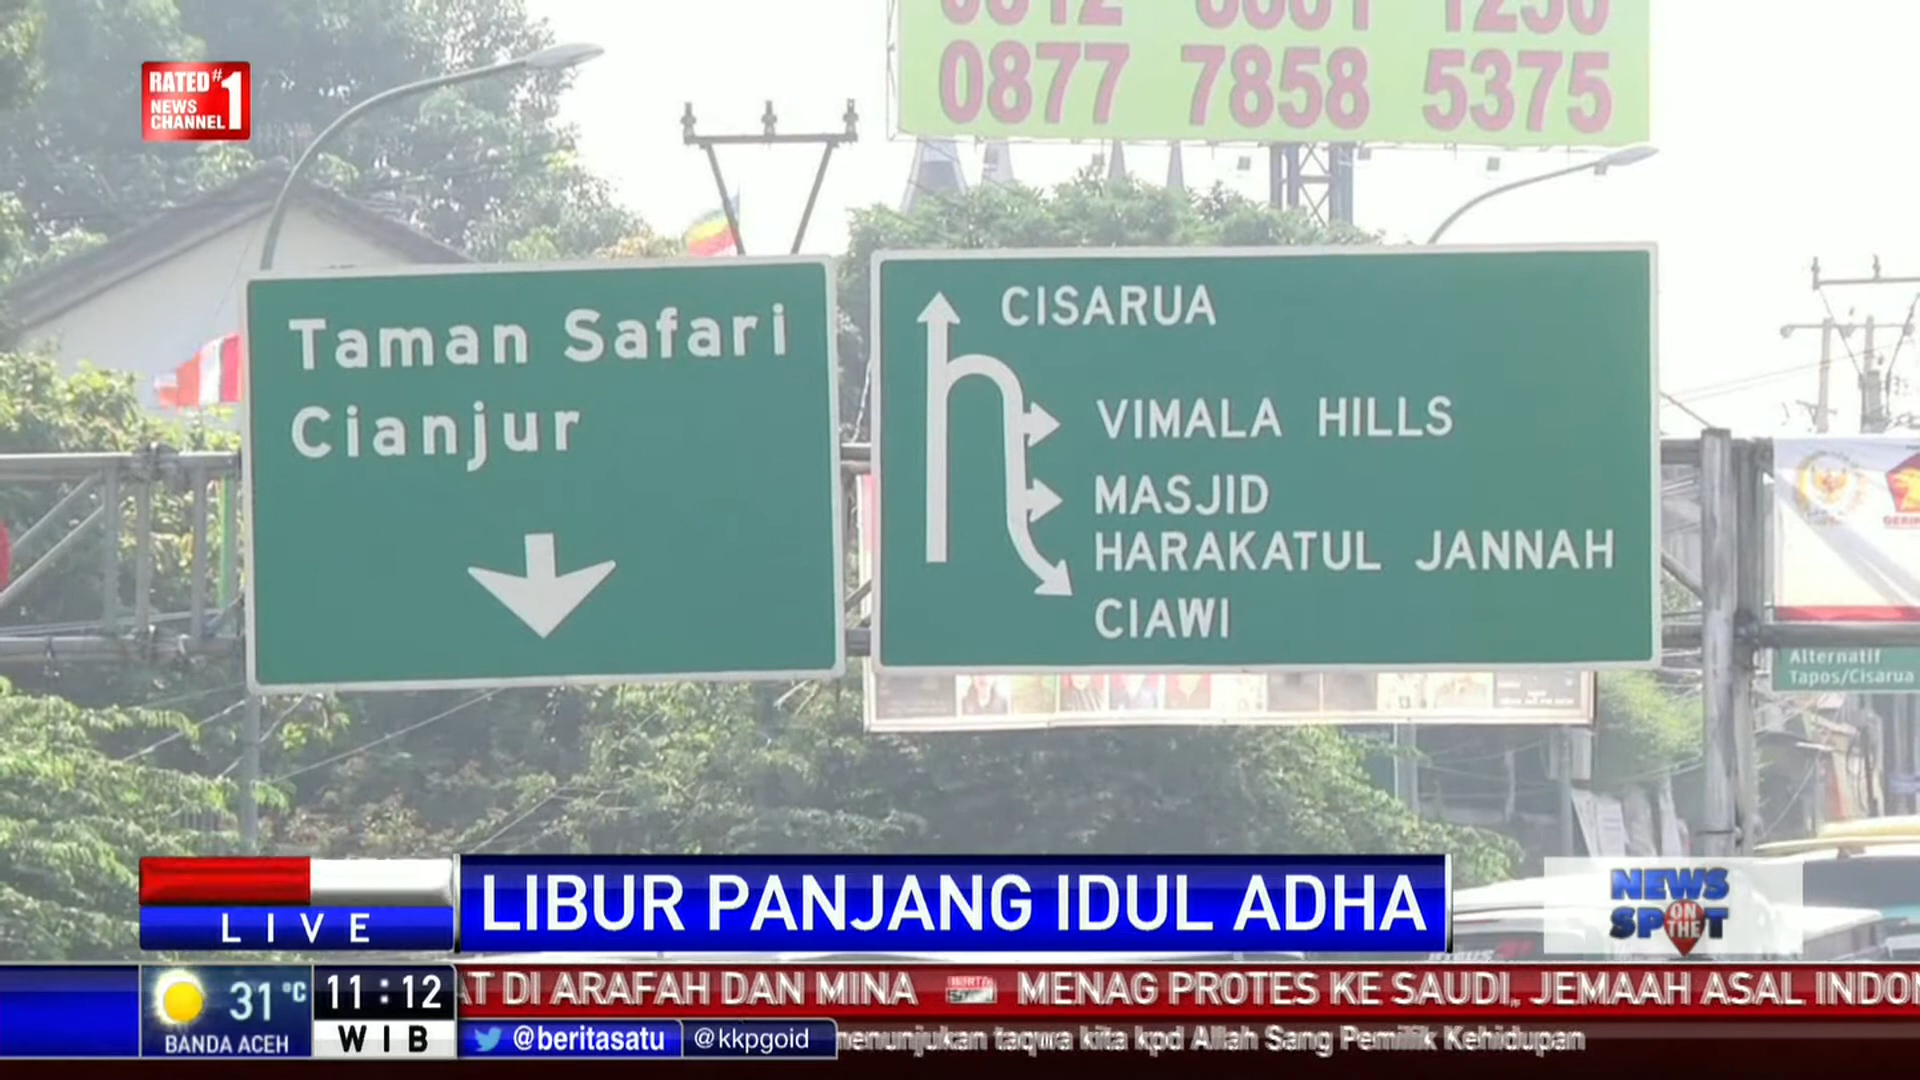 0877 7858 5375
RATED #1
NEWS
CHANNEL
Taman Safari
Cianjur
CISARUA
VIMALA HILLS
MASJID
HARAKATUL JANNAH
CIAWI
Alternatif
Tapos/Cisarua
LIVE
LIBUR PANJANG IDUL ADHA
NEWS
ON THE
SPOT
31°C
BANDA ACEH
11:12
WIB
DI ARAFAH DAN MINA
MENAG PROTES KE SAUDI, JEMAAH ASAL INDON
@beritasatu
@kkpgoid
menunjukan taqwa kita kpd Allah Sang Pemilik Kehidupan